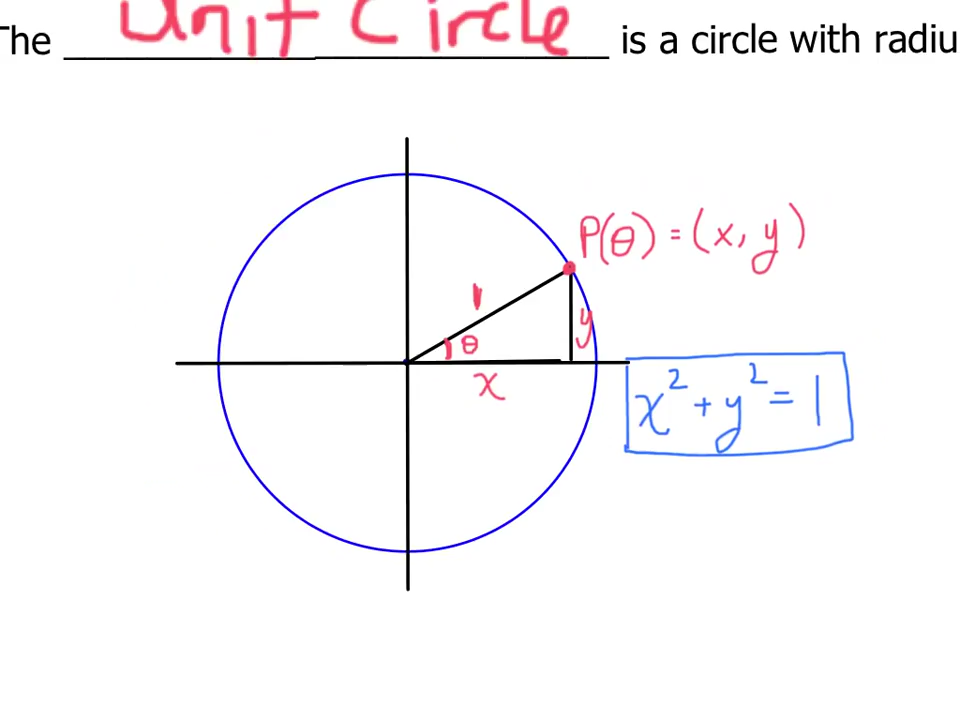 The Unit Circle is a circle with radiu
P(θ) = (x, y)
1
y
θ
x
x² + y² = 1